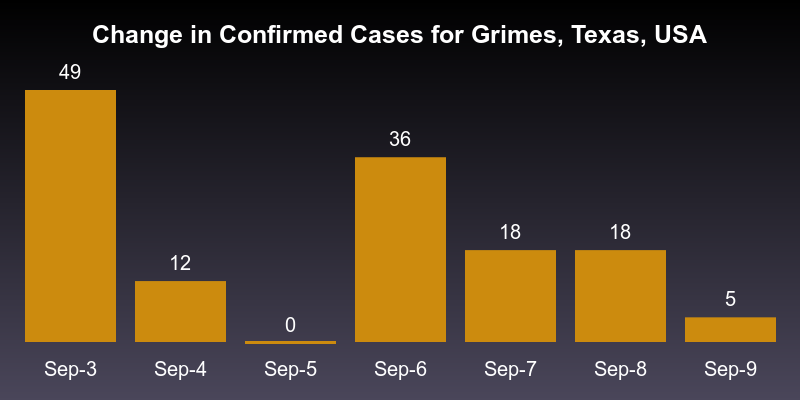 Change in Confirmed Cases for Grimes, Texas, USA
49
12
0
36
18
18
5
Sep-3
Sep-4
Sep-5
Sep-6
Sep-7
Sep-8
Sep-9